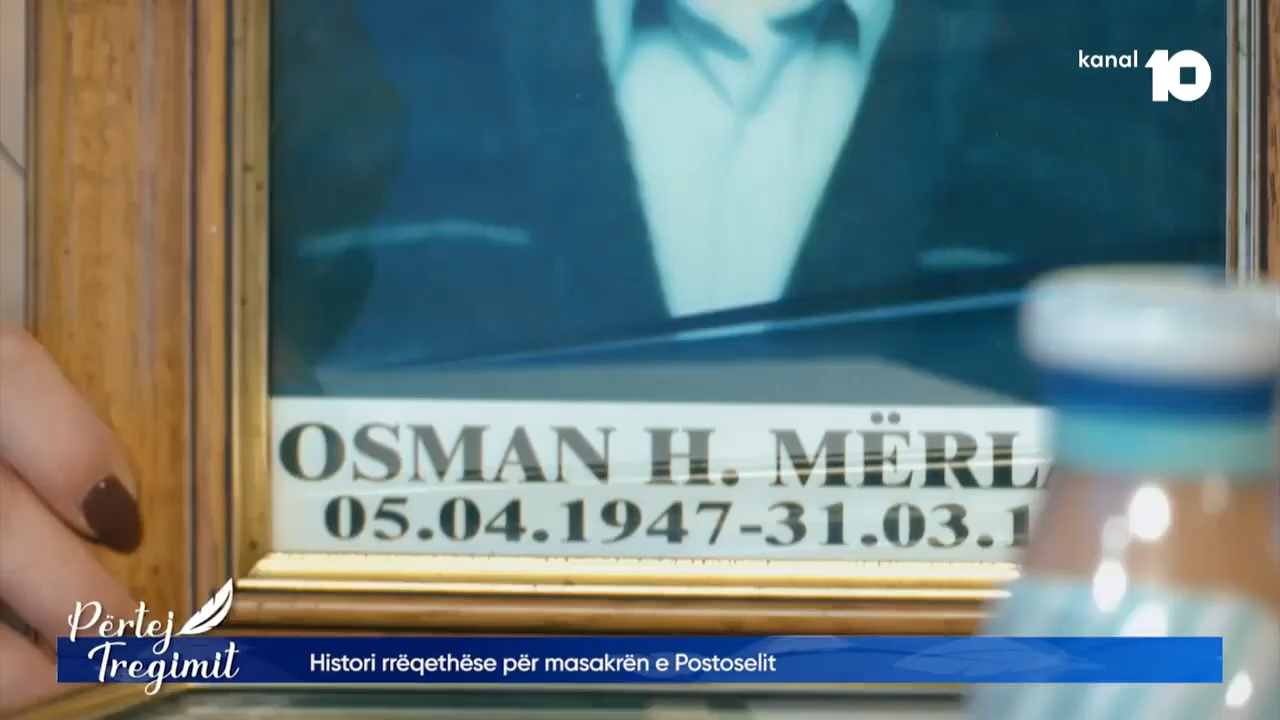 kanal 10
OSMAN H. MËRL
05.04.1947-31.03.1
Përtej
Tregimit
Histori rrëqethëse për masakrën e Postoselit